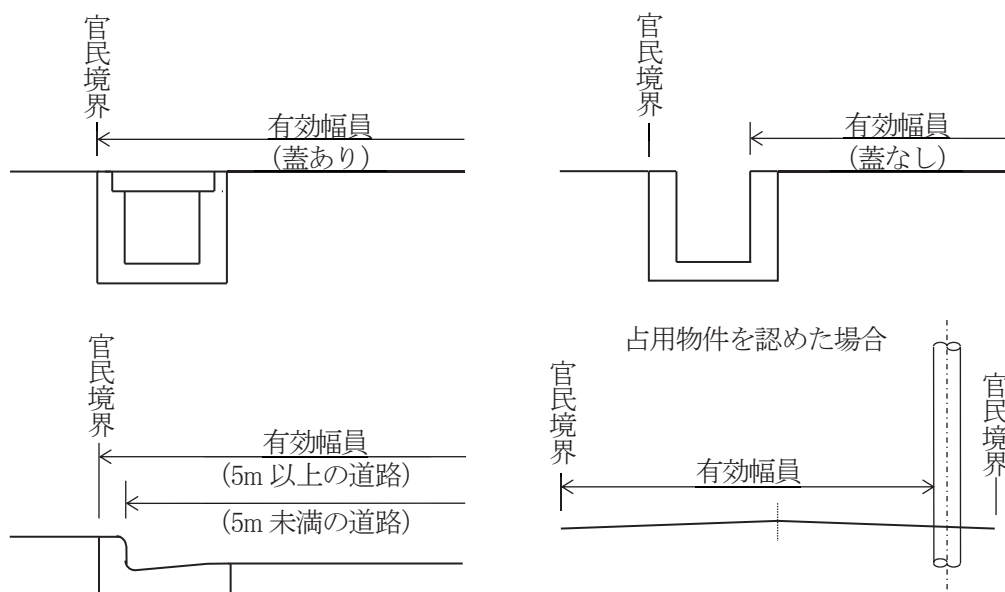 官民境界
有効幅員
(蓋あり)
官民境界
有効幅員
(蓋なし)
官民境界
有効幅員
(5m 以上の道路)
(5m 未満の道路)
占用物件を認めた場合
官民境界
有効幅員
官民境界